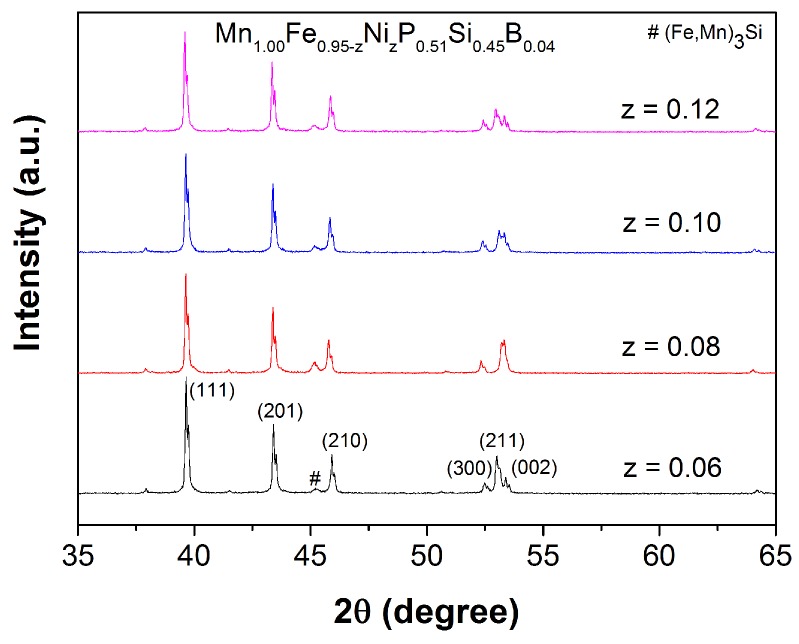 Mn1.00Fe0.95-zNizP0.51Si0.45B0.04
# (Fe,Mn)3Si
z = 0.12
z = 0.10
z = 0.08
(111)
(201)
(210)
(211)
#
(300)
(002)
z = 0.06
35
40
45
50
55
60
65
2θ (degree)
Intensity (a.u.)